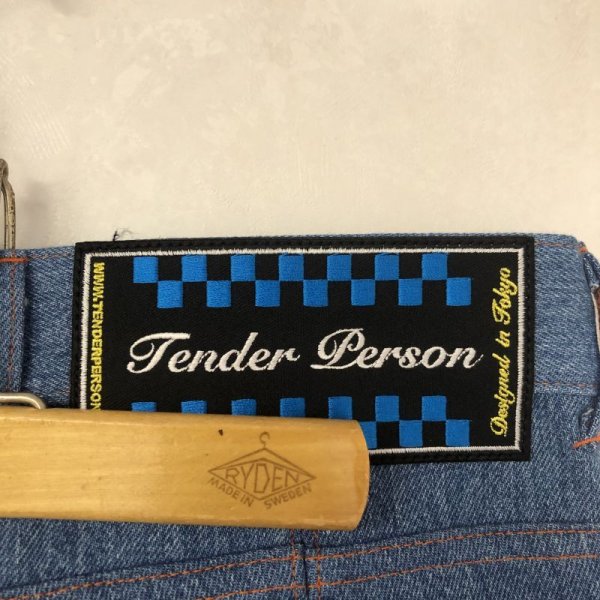 WWW.TENDERPERSON
Tender Person
Designed in Tokyo
RYDEN
MADE IN SWEDEN